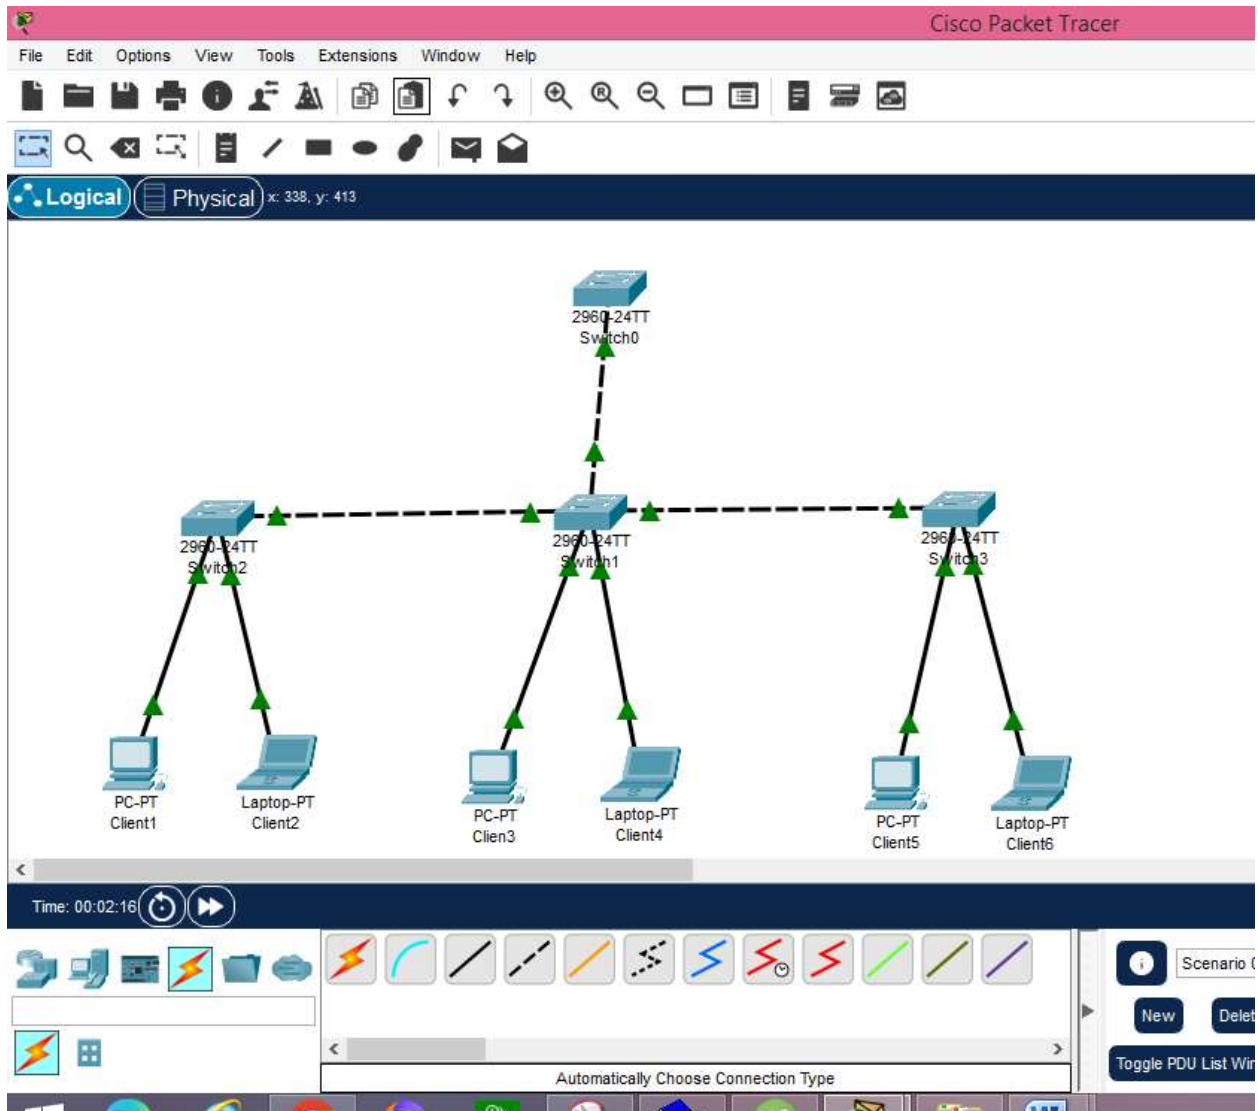 Cisco Packet Tracer
File Edit Options View Tools Extensions Window Help
Logical Physical x: 338, y: 413
2960-24TT
Switch0
2960-24TT
Switch2
2960-24TT
Switch1
2960-24TT
Switch3
PC-PT
Client1
Laptop-PT
Client2
PC-PT
Clien3
Laptop-PT
Client4
PC-PT
Client5
Laptop-PT
Client6
Time: 00:02:16
Scenario
New Delet
Toggle PDU List Win
Automatically Choose Connection Type